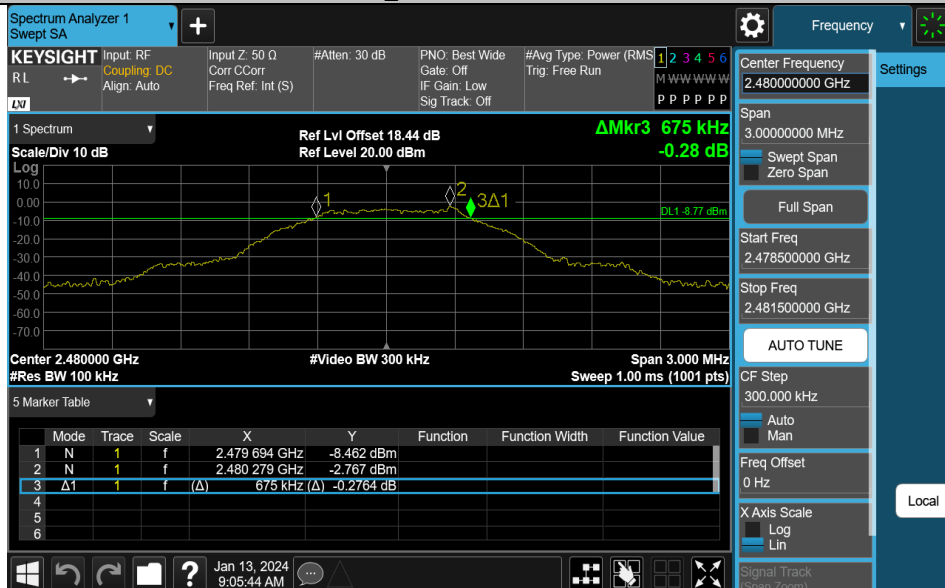 Spectrum Analyzer 1
Swept SA
+
Frequency
KEYSIGHT
RL
LXI
Input: RF
Coupling: DC
Align: Auto
Input Z: 50 Ω
Corr CCorr
Freq Ref: Int (S)
#Atten: 30 dB
PNO: Best Wide
Gate: Off
IF Gain: Low
Sig Track: Off
#Avg Type: Power (RMS
Trig: Free Run
1 2 3 4 5 6
M W W W W W
P P P P P P
1 Spectrum
Scale/Div 10 dB
Ref Lvl Offset 18.44 dB
Ref Level 20.00 dBm
ΔMkr3 675 kHz
-0.28 dB
Log
10.0
0.00
-10.0
-20.0
-30.0
-40.0
-50.0
-60.0
-70.0
1
2
3Δ1
DL1 -8.77 dBm
Center 2.480000 GHz
#Video BW 300 kHz
Span 3.000 MHz
#Res BW 100 kHz
Sweep 1.00 ms (1001 pts)
5 Marker Table
Mode Trace Scale X Y Function Function Width Function Value
1 N 1 f 2.479 694 GHz -8.462 dBm
2 N 1 f 2.480 279 GHz -2.767 dBm
3 Δ1 1 f (Δ) 675 kHz (Δ) -0.2764 dB
4
5
6
Jan 13, 2024
9:05:44 AM
?
Center Frequency
2.480000000 GHz
Span
3.00000000 MHz
Swept Span
Zero Span
Full Span
Start Freq
2.478500000 GHz
Stop Freq
2.481500000 GHz
AUTO TUNE
CF Step
300.000 kHz
Auto
Man
Freq Offset
0 Hz
X Axis Scale
Log
Lin
Signal Track
(Span Zoom)
Settings
Local